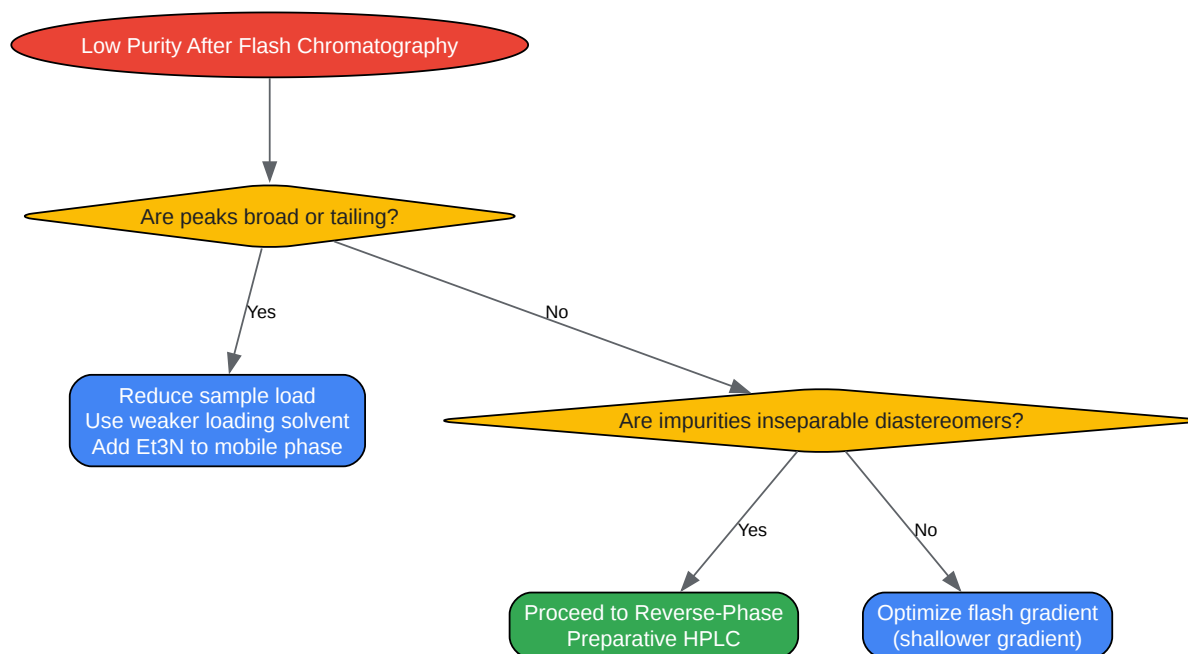 Low Purity After Flash Chromatography
Are peaks broad or tailing?
Yes
No
Reduce sample load
Use weaker loading solvent
Add Et3N to mobile phase
Are impurities inseparable diastereomers?
Yes
No
Proceed to Reverse-Phase
Preparative HPLC
Optimize flash gradient
(shallower gradient)